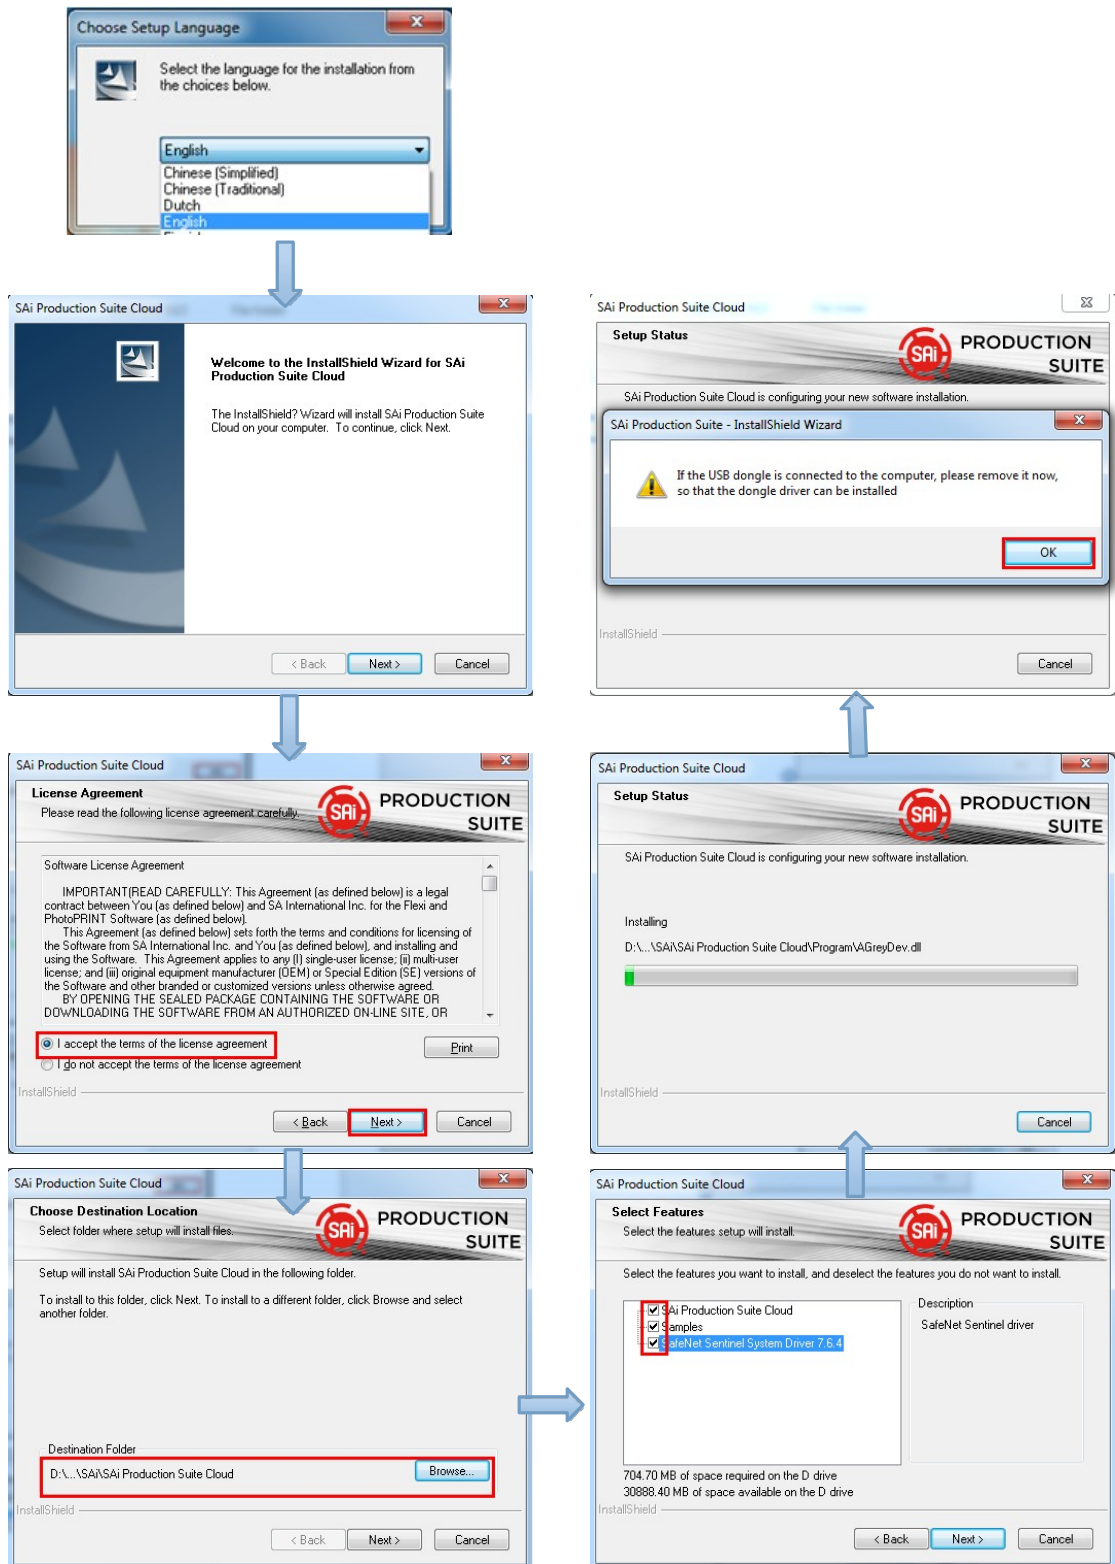 Choose Setup Language
Select the language for the installation from
the choices below.
English
Chinese (Simplified)
Chinese (Traditional)
Dutch
English
SAi Production Suite Cloud
Welcome to the InstallShield Wizard for SAi
Production Suite Cloud
The InstallShield? Wizard will install SAi Production Suite
Cloud on your computer. To continue, click Next.
< Back
Next >
Cancel
SAi Production Suite Cloud
License Agreement
Please read the following license agreement carefully.
SAi
PRODUCTION
SUITE
Software License Agreement
IMPORTANT(READ CAREFULLY: This Agreement (as defined below) is a legal
contract between You (as defined below) and SA International Inc. for the Flexi and
PhotoPRINT Software (as defined below).
This Agreement (as defined below) sets forth the terms and conditions for licensing of
the Software from SA International Inc. and You (as defined below), and installing and
using the Software. This Agreement applies to any (I) single-user license; (ii) multi-user
license; and (iii) original equipment manufacturer (OEM) or Special Edition (SE) versions of
the Software and other branded or customized versions unless otherwise agreed.
BY OPENING THE SEALED PACKAGE CONTAINING THE SOFTWARE OR
DOWNLOADING THE SOFTWARE FROM AN AUTHORIZED ON-LINE SITE, OR
I accept the terms of the license agreement
Print
I do not accept the terms of the license agreement
InstallShield
< Back
Next >
Cancel
SAi Production Suite Cloud
Choose Destination Location
Select folder where setup will install files.
SAi
PRODUCTION
SUITE
Setup will install SAi Production Suite Cloud in the following folder.
To install to this folder, click Next. To install to a different folder, click Browse and select
another folder.
Destination Folder
D:\...\SAi\SAi Production Suite Cloud
Browse...
InstallShield
< Back
Next >
Cancel
SAi Production Suite Cloud
Select Features
Select the features setup will install.
SAi
PRODUCTION
SUITE
Select the features you want to install, and deselect the features you do not want to install.
SAi Production Suite Cloud
Samples
SafeNet Sentinel System Driver 7.6.4
Description
SafeNet Sentinel driver
704.70 MB of space required on the D drive
30888.40 MB of space available on the D drive
InstallShield
< Back
Next >
Cancel
SAi Production Suite Cloud
Setup Status
SAi
PRODUCTION
SUITE
SAi Production Suite Cloud is configuring your new software installation.
Installing
D:\...\SAi\SAi Production Suite Cloud\Program\AGreyDev.dll
InstallShield
Cancel
SAi Production Suite Cloud
Setup Status
SAi
PRODUCTION
SUITE
SAi Production Suite Cloud is configuring your new software installation.
SAi Production Suite - InstallShield Wizard
If the USB dongle is connected to the computer, please remove it now,
so that the dongle driver can be installed
OK
InstallShield
Cancel